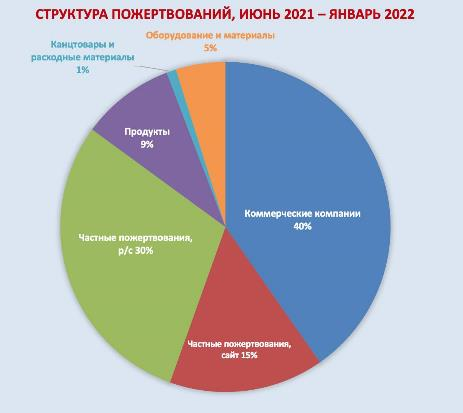 СТРУКТУРА ПОЖЕРТВОВАНИЙ, ИЮНЬ 2021 – ЯНВАРЬ 2022
Оборудование и материалы
5%
Канцтовары и
расходные материалы
1%
Продукты
9%
Коммерческие компании
40%
Частные пожертвования,
р/с 30%
Частные пожертвования,
сайт 15%